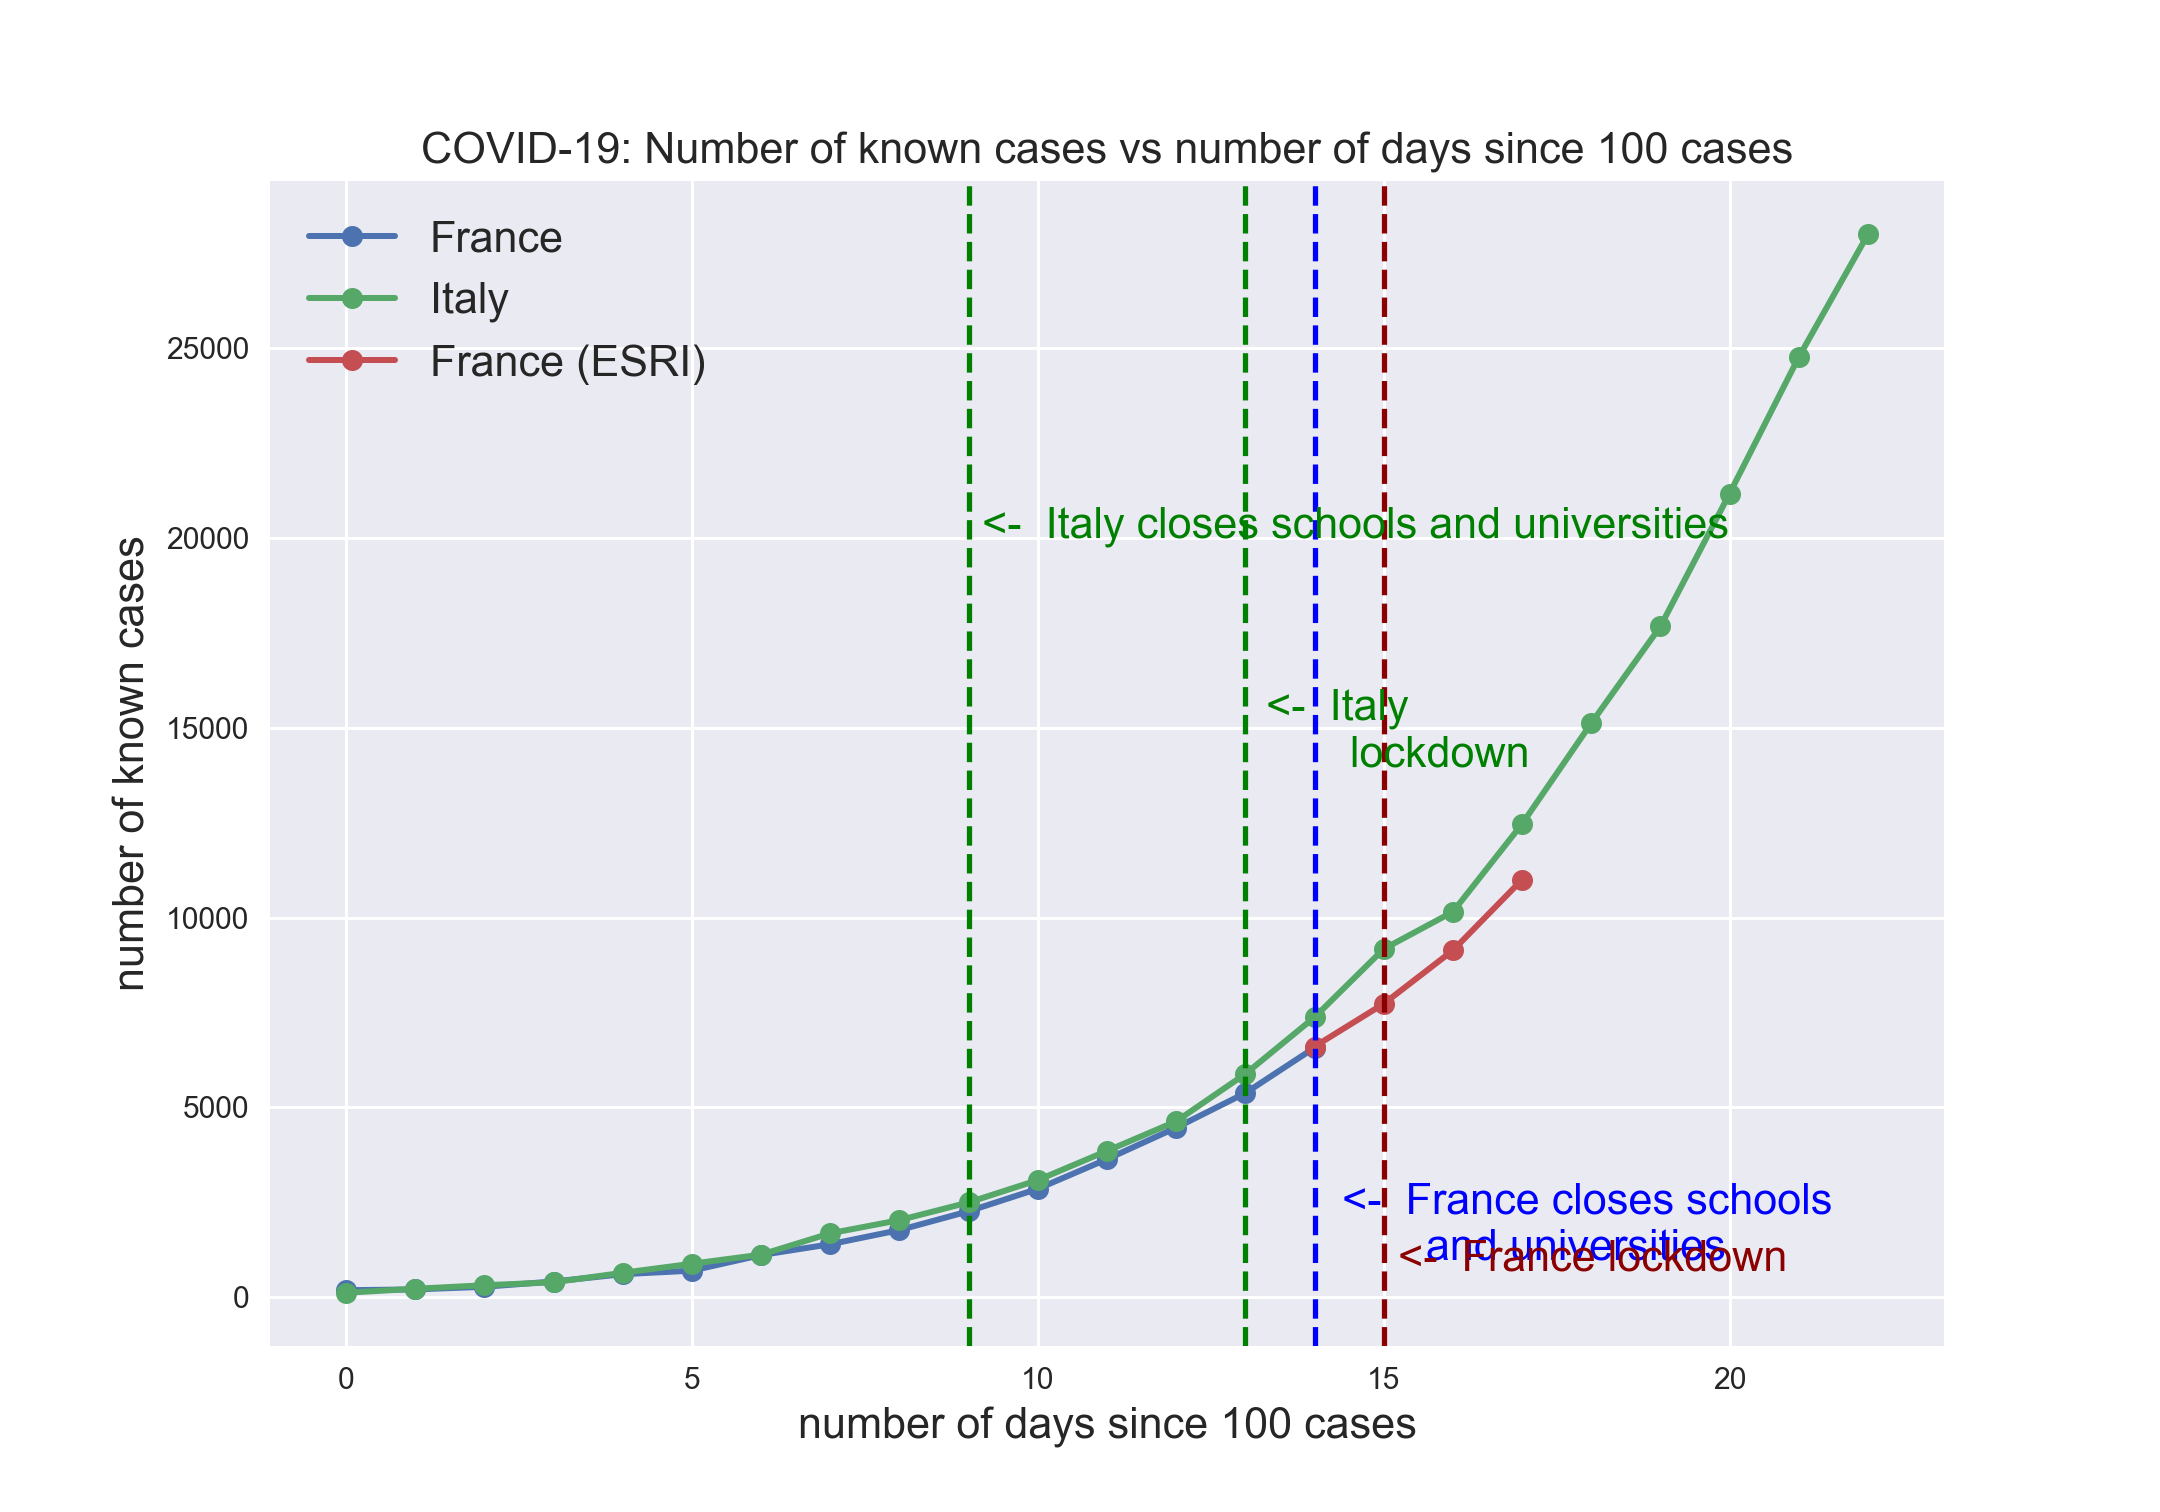 COVID-19: Number of known cases vs number of days since 100 cases
France
Italy
France (ESRI)
25000
20000
15000
10000
5000
0
number of known cases
<- Italy closes schools and universities
<- Italy
lockdown
<- France closes schools
and universities
<- France lockdown
0
5
10
15
20
number of days since 100 cases